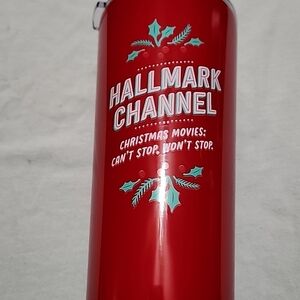 HALLMARK
CHANNEL
CHRISTMAS MOVIES:
CAN'T STOP, WON'T STOP.